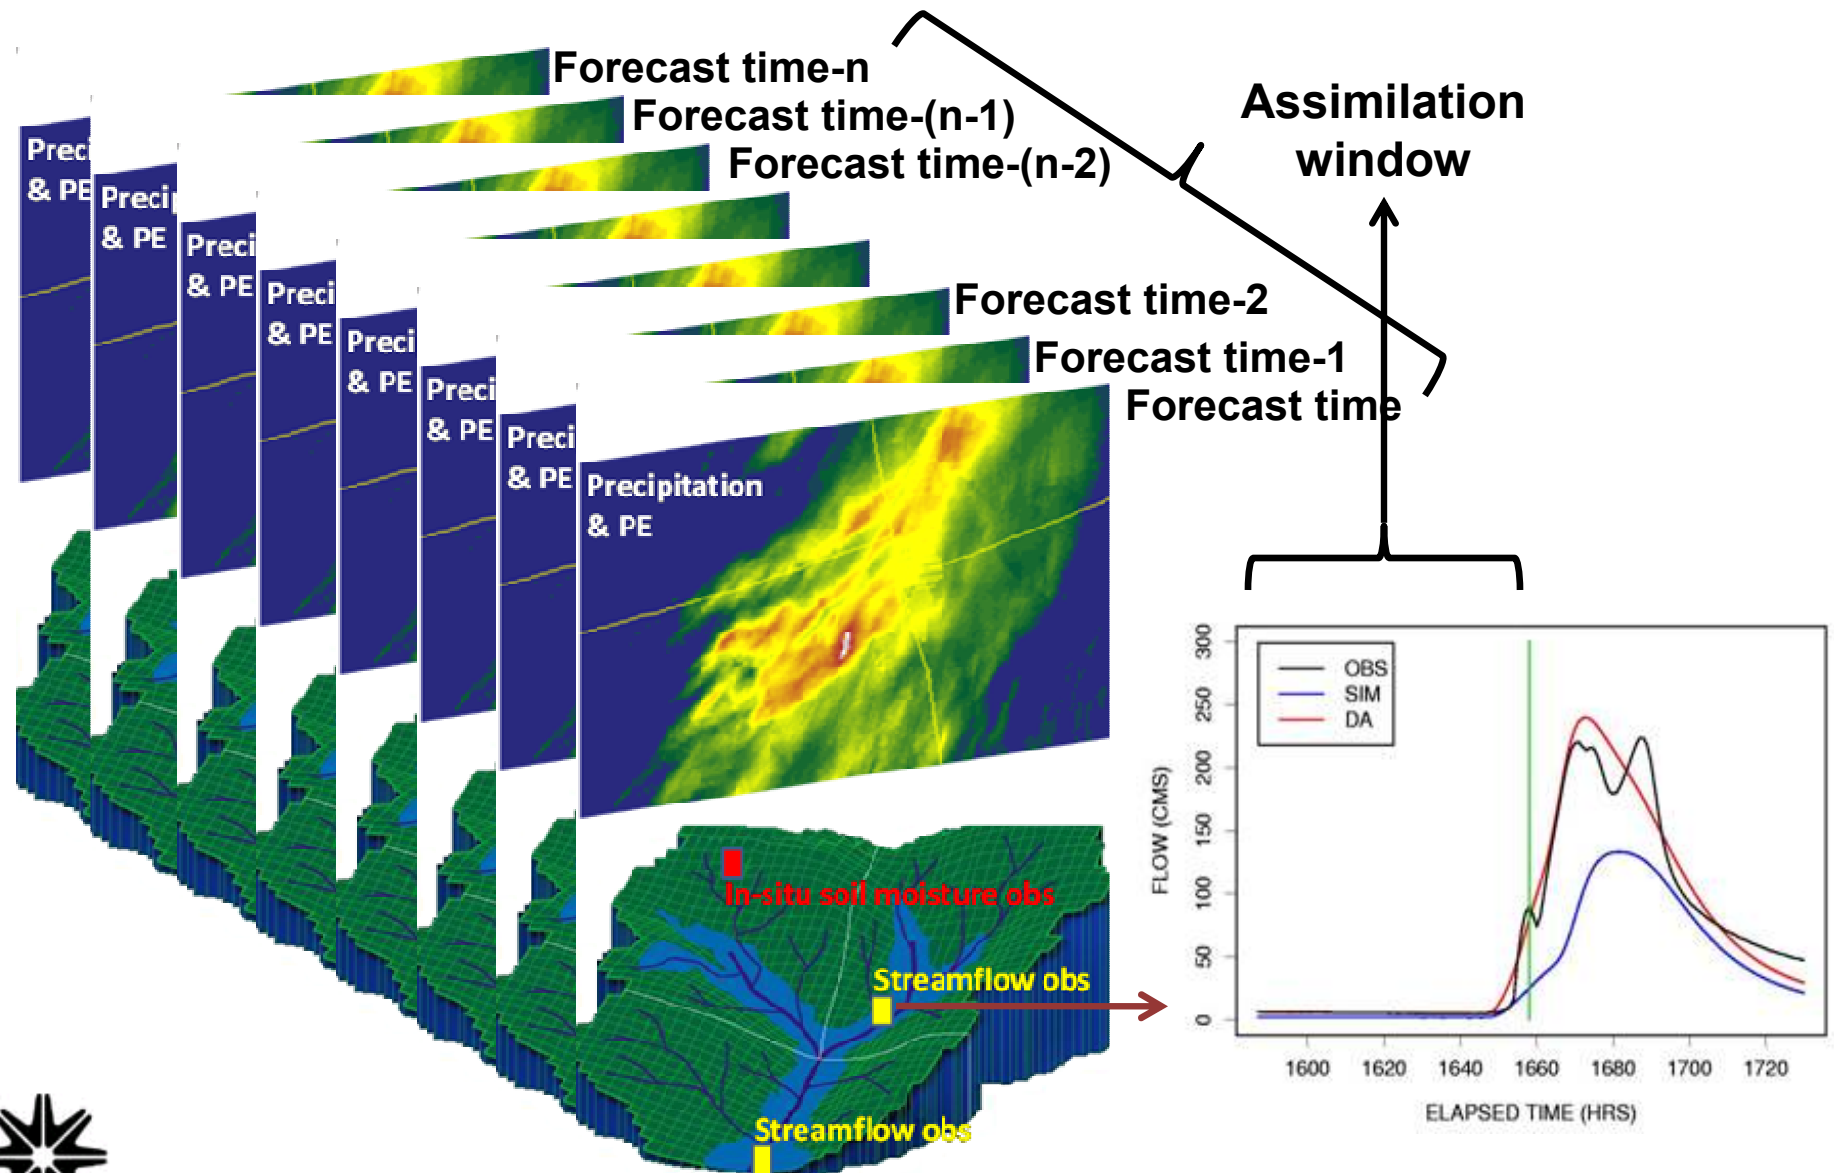 Forecast time-n
Forecast time-(n-1)
Forecast time-(n-2)
Forecast time-2
Forecast time-1
Forecast time
Assimilation
window
Preci
& PE
Precip
& PE
Preci
& PE
Preci
& PE
Preci
& PE
Preci
& PE
Preci
& PE
Precipitation
& PE
In-situ soil moisture obs
Streamflow obs
Streamflow obs
OBS
SIM
DA
FLOW (CMS)
300
250
200
150
100
50
0
1600 1620 1640 1660 1680 1700 1720
ELAPSED TIME (HRS)